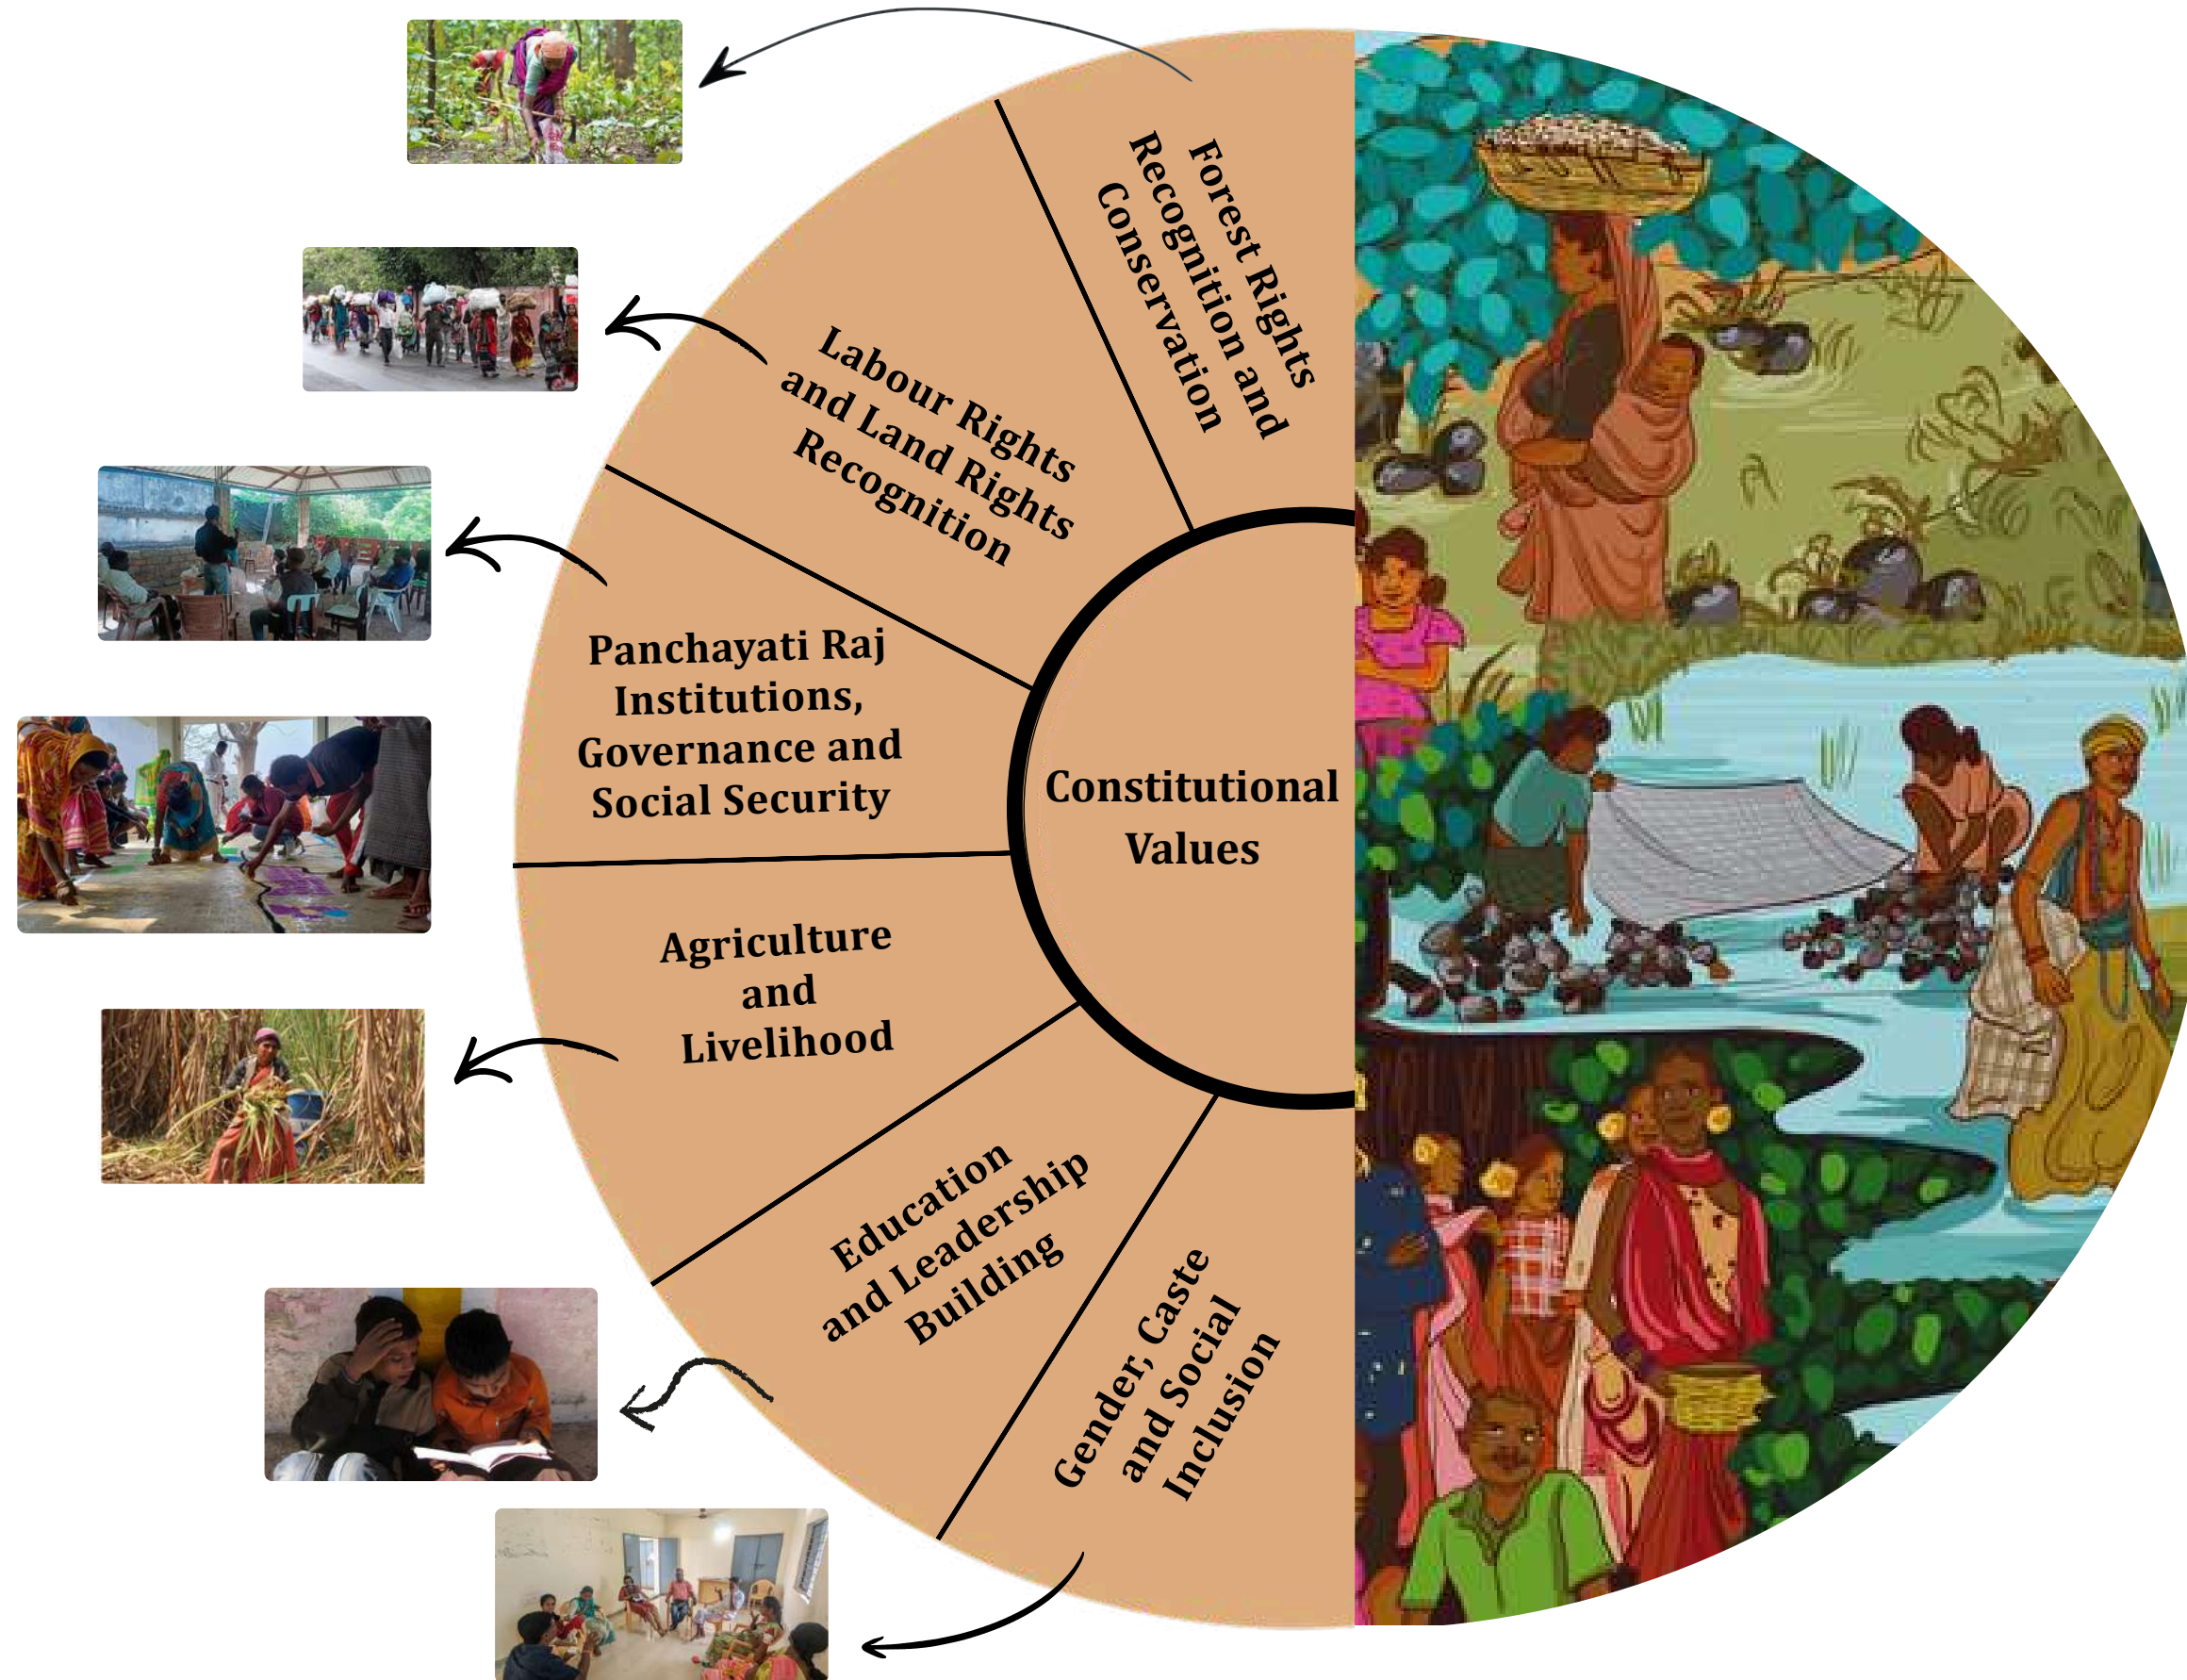 Forest Rights
Recognition and
Conservation
Labour Rights
and Land Rights
Recognition
Panchayati Raj
Institutions,
Governance and
Social Security
Constitutional
Values
Agriculture
and
Livelihood
Education
and Leadership
Building
Gender, Caste
and Social
Inclusion